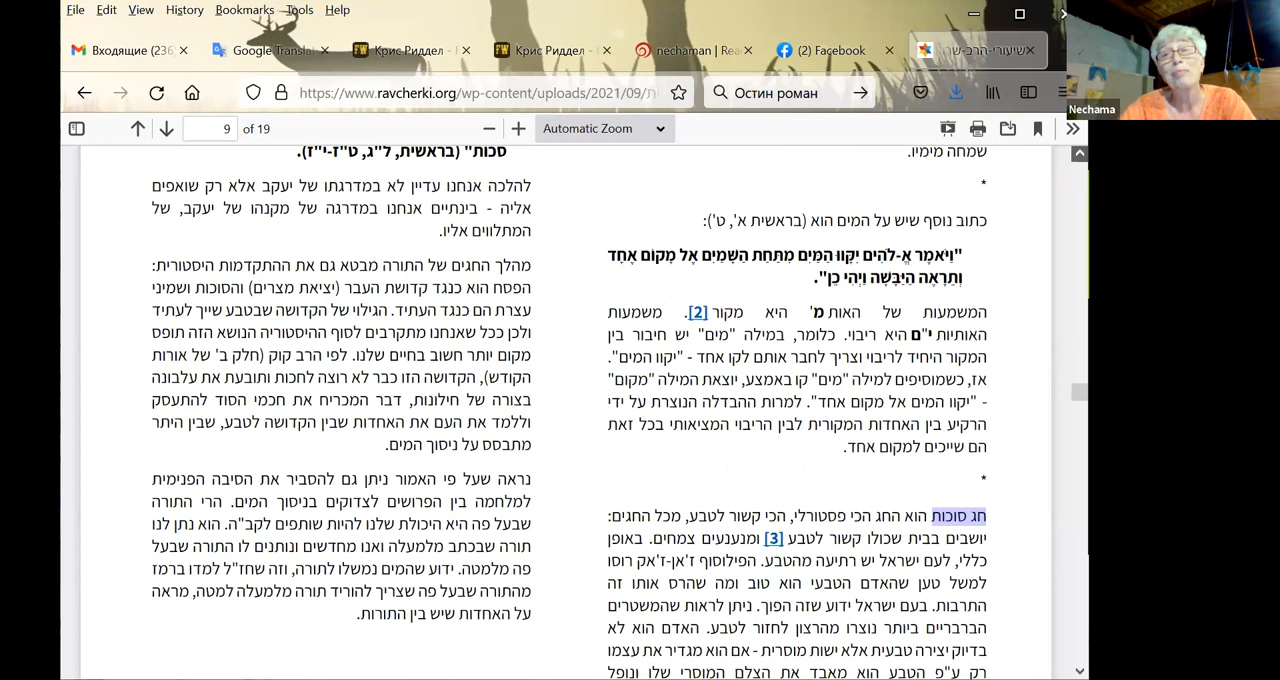 File Edit View History Bookmarks Tools Help
Входящие (236
Google Transla
Крис Риддел -
Крис Риддел -
nechaman | Rea
Facebook
שיעורי-הרב-שר
https://www.ravcherki.org/wp-content/uploads/2021/09/
Остин роман
Nechama
9 of 19
Automatic Zoom
שמחה מימיו.
*
כתוב נוסף שיש על המים הוא (בראשית א', ט'):
"וַיֹּאמֶר אֱ-לֹהִים יִקָּווּ הַמַּיִם מִתַּחַת הַשָּׁמַיִם אֶל מָקוֹם אֶחָד
וְתֵרָאֶה הַיַּבָּשָׁה וַיְהִי כֵן".
המשמעות של האות מ' היא מקור [2]. משמעות
האותיות י"ם היא ריבוי. כלומר, במילה "מים" יש חיבור בין
המקור היחיד לריבוי וצריך לחבר אותם לקו אחד - "יקוו המים".
אז, כשמוסיפים למילה "מים" קו באמצע, יוצאת המילה "מקום"
- "יקוו המים אל מקום אחד". למרות ההבדלה הנוצרת על ידי
הרקיע בין האחדות המקורית לבין הריבוי המציאותי בכל זאת
הם שייכים למקום אחד.
*
חג סוכות הוא החג הכי פסטורלי, הכי קשור לטבע, מכל החגים:
יושבים בבית שכולו קשור לטבע [3] ומנענעים צמחים. באופן
כללי, לעם ישראל יש רתיעה מהטבע. הפילוסוף ז'אן-ז'אק רוסו
למשל טען שהאדם הטבעי הוא טוב ומה שהרס אותו זה
התרבות. בעם ישראל ידוע שזה הפוך. ניתן לראות שהמשטרים
הברבריים ביותר נוצרו מהרצון לחזור לטבע. האדם הוא לא
בדיוק יצירה טבעית אלא ישות מוסרית - אם הוא מגדיר את עצמו
רק ע"פ הטבע הוא מאבד את הצלם המוסרי שלו ונופל
סכות" (בראשית, ל"ג, ט"ז-י"ז).
להלכה אנחנו עדיין לא במדרגתו של יעקב אלא רק שואפים
אליה - בינתיים אנחנו במדרגה של מקנהו של יעקב, של
המתלווים אליו.
מהלך החגים של התורה מבטא גם את ההתקדמות היסטורית:
הפסח הוא כנגד קדושת העבר (יציאת מצרים) והסוכות ושמיני
עצרת הם כנגד העתיד. הגילוי של הקדושה שבטבע שייך לעתיד
ולכן ככל שאנחנו מתקרבים לסוף ההיסטוריה הנושא הזה תופס
מקום יותר חשוב בחיים שלנו. לפי הרב קוק (חלק ב' של אורות
הקודש), הקדושה הזו כבר לא רוצה לחכות ותובעת את עלבונה
בצורה של חילונות, דבר המכריח את חכמי הסוד להתעסק
וללמד את העם את האחדות שבין הקדושה לטבע, שבין היתר
מתבסס על ניסוך המים.
נראה שעל פי האמור ניתן גם להסביר את הסיבה הפנימית
למלחמה בין הפרושים לצדוקים בניסוך המים. הרי התורה
שבעל פה היא היכולת שלנו להיות שותפים לקב"ה. הוא נתן לנו
תורה שבכתב מלמעלה ואנו מחדשים ונותנים לו התורה שבעל
פה מלמטה. ידוע שהמים נמשלו לתורה, וזה שחז"ל למדו ברמז
מהתורה שבעל פה שצריך להוריד תורה מלמעלה למטה, מראה
על האחדות שיש בין התורות.